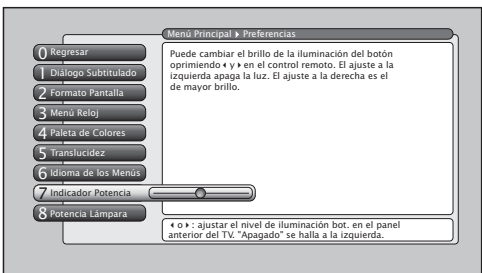 Menú Principal ▸ Preferencias
0 Regresar
1 Diálogo Subtitulado
2 Formato Pantalla
3 Menú Reloj
4 Paleta de Colores
5 Translucidez
6 Idioma de los Menús
7 Indicador Potencia
8 Potencia Lámpara
Puede cambiar el brillo de la iluminación del botón
oprimiendo ◂ y ▸ en el control remoto. El ajuste a la
izquierda apaga la luz. El ajuste a la derecha es el
de mayor brillo.
◂ o ▸ : ajustar el nivel de iluminación bot. en el panel
anterior del TV. "Apagado" se halla a la izquierda.